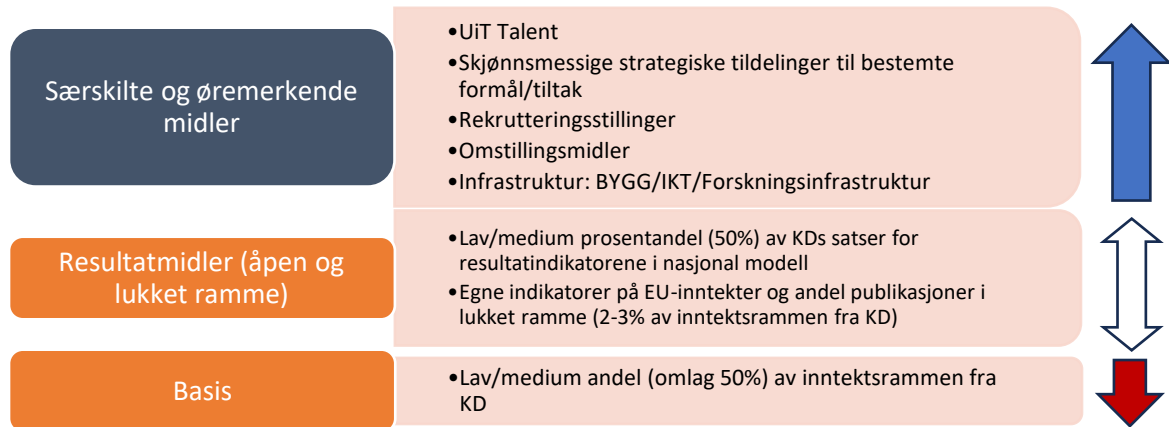 Særskilte og øremerkende
midler
•UiT Talent
•Skjønnsmessige strategiske tildelinger til bestemte
formål/tiltak
•Rekrutteringsstillinger
•Omstillingsmidler
•Infrastruktur: BYGG/IKT/Forskningsinfrastruktur
Resultatmidler (åpen og
lukket ramme)
•Lav/medium prosentandel (50%) av KDs satser for
resultatindikatorene i nasjonal modell
•Egne indikatorer på EU-inntekter og andel publikasjoner i
lukket ramme (2-3% av inntektsrammen fra KD)
Basis
•Lav/medium andel (omlag 50%) av inntektsrammen fra
KD